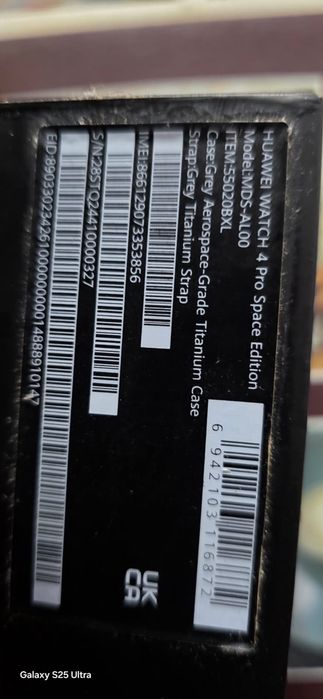 HUAWEI WATCH 4 Pro Space Edition
Model:MDS-AL00
ITEM:55020BXL
Case:Grey Aerospace-Grade Titanium Case
Strap:Grey Titanium Strap
6 942103 116872
IMEI:866129073353856
S/N:285TQ24410000327
EID:89033023426100000000014888910147
UK
CA
Galaxy S25 Ultra